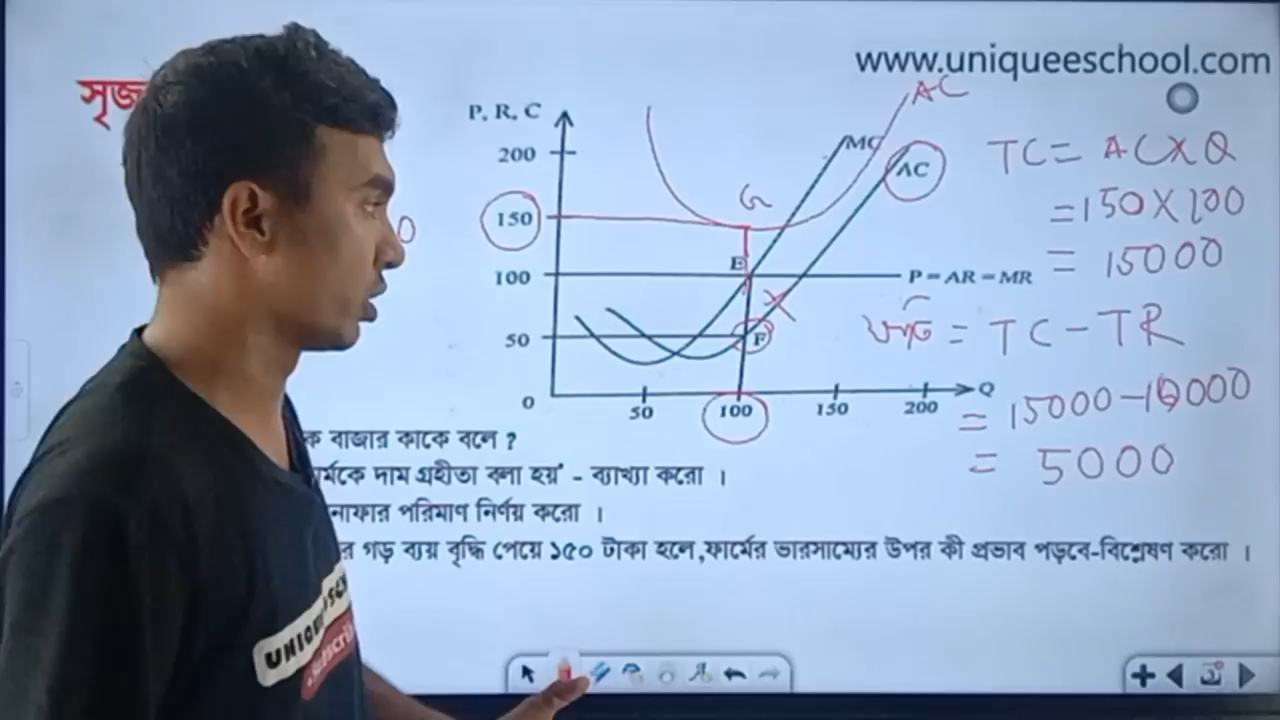 www.uniqueeschool.com
সৃজ
P, R, C
200
150
100
50
0
50
100
150
200
Q
G
E
F
MC
AC
AC
P = AR = MR
TC = AC X Q
= 150 X 100
= 15000
= TC - TR
= 15000 - 10000
= 5000
ক বাজার কাকে বলে ?
র্মকে দাম গ্রহীতা বলা হয়' - ব্যাখ্যা করো ।
নাফার পরিমাণ নির্ণয় করো ।
র গড় ব্যয় বৃদ্ধি পেয়ে ১৫০ টাকা হলে,ফার্মের ভারসাম্যের উপর কী প্রভাব পড়বে-বিশ্লেষণ করো ।
UNIQUE